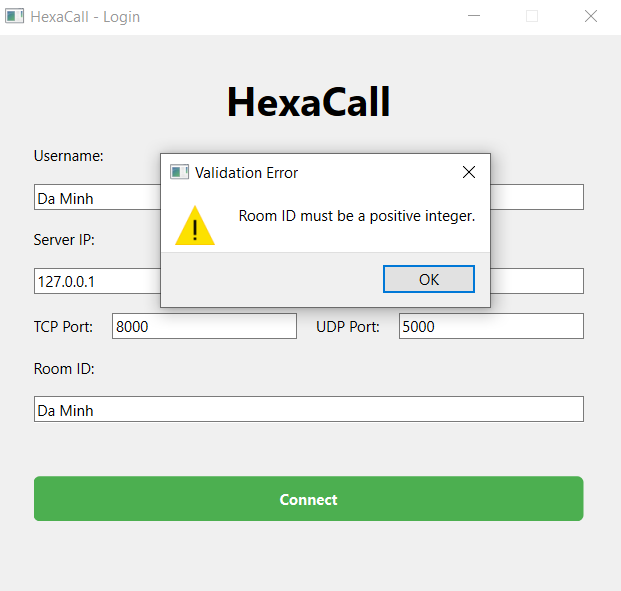 HexaCall - Login
HexaCall
Username:
Da Minh
Validation Error
Room ID must be a positive integer.
OK
Server IP:
127.0.0.1
TCP Port: 8000 UDP Port: 5000
Room ID:
Da Minh
Connect